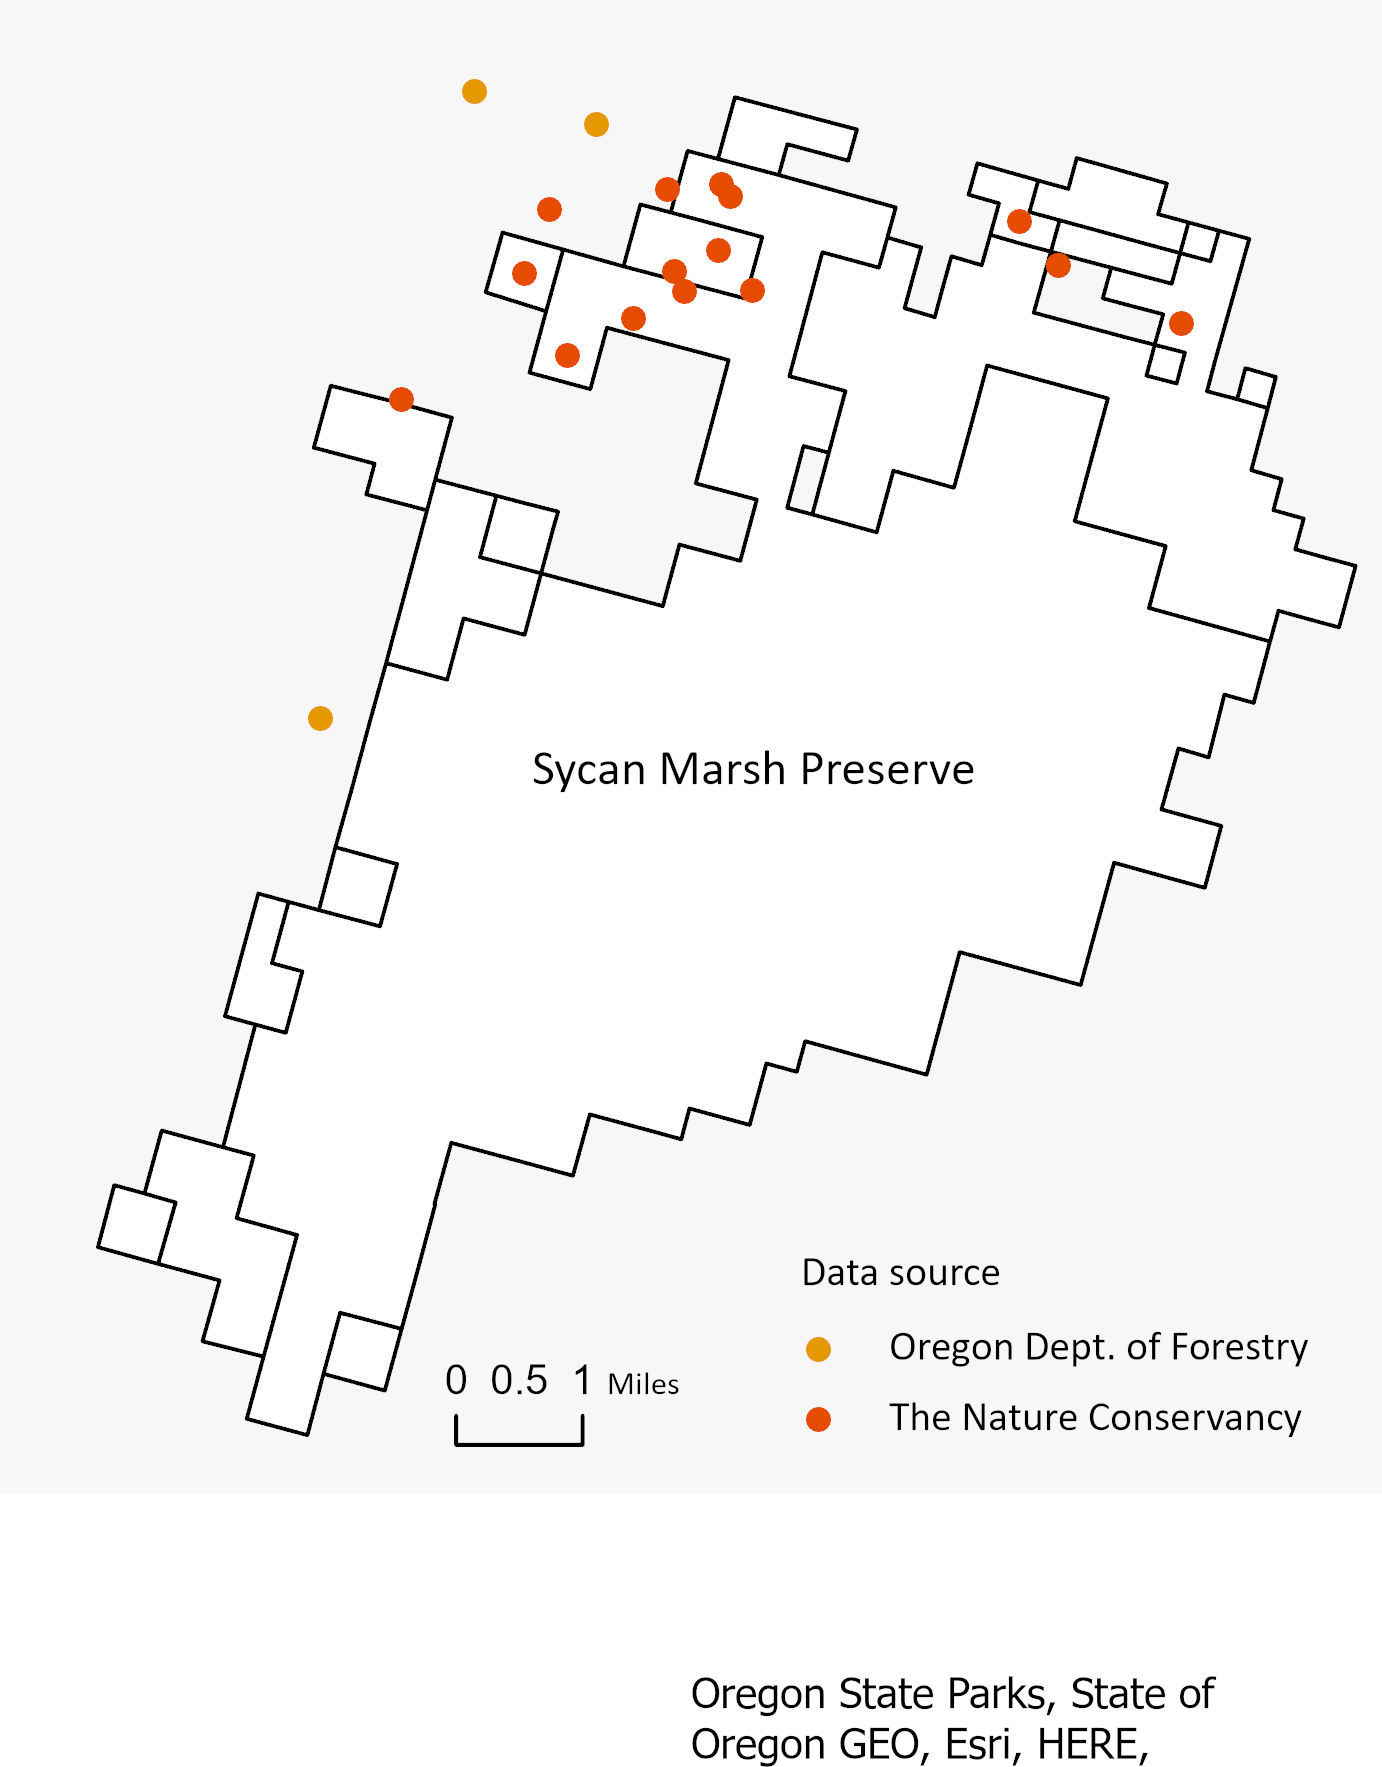 Sycan Marsh Preserve
Data source
Oregon Dept. of Forestry
The Nature Conservancy
0 0.5 1 Miles
Oregon State Parks, State of
Oregon GEO, Esri, HERE,